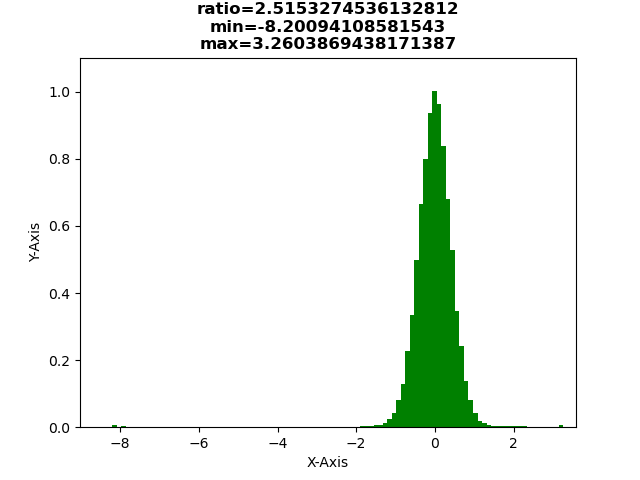 ratio=2.5153274536132812
min=-8.20094108581543
max=3.2603869438171387
1.0
0.8
0.6
0.4
0.2
0.0
Y-Axis
−8 −6 −4 −2 0 2
X-Axis